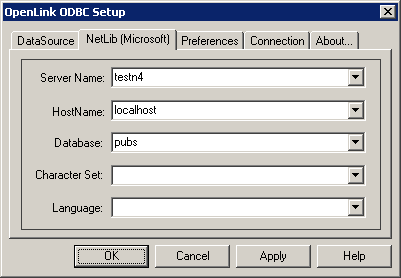 OpenLink ODBC Setup
DataSource NetLib (Microsoft) Preferences Connection About...
Server Name: testn4
HostName: localhost
Database: pubs
Character Set:
Language:
OK Cancel Apply Help